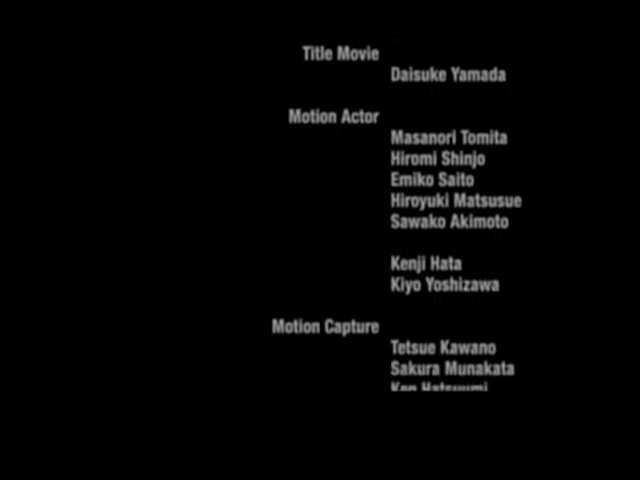 Title Movie
Daisuke Yamada
Motion Actor
Masanori Tomita
Hiromi Shinjo
Emiko Saito
Hiroyuki Matsusue
Sawako Akimoto
Kenji Hata
Kiyo Yoshizawa
Motion Capture
Tetsue Kawano
Sakura Munakata
Ken